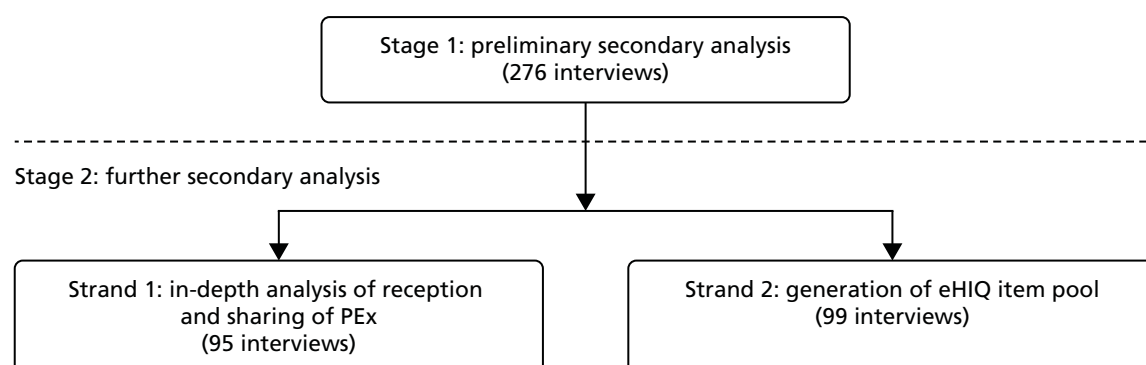 Stage 1: preliminary secondary analysis
(276 interviews)
Stage 2: further secondary analysis
Strand 1: in-depth analysis of reception
and sharing of PEx
(95 interviews)
Strand 2: generation of eHIQ item pool
(99 interviews)